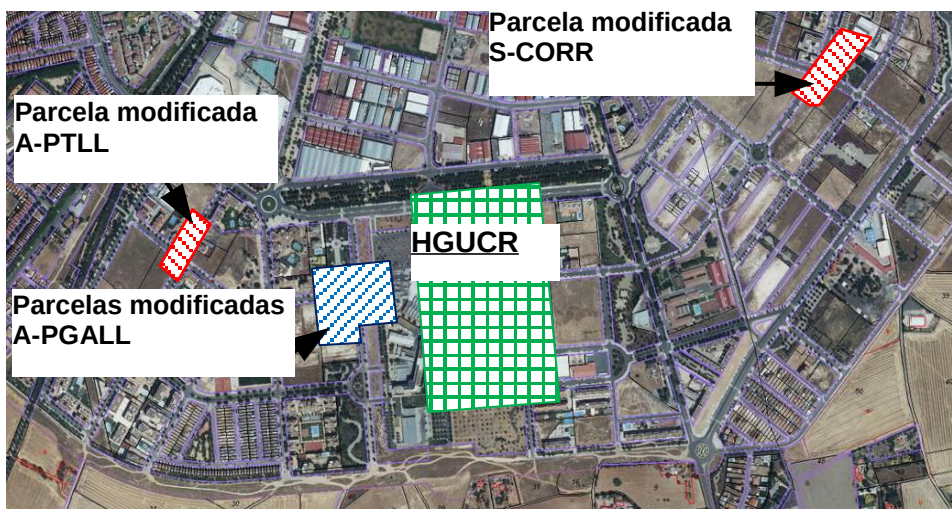 Parcela modificada
S-CORR
Parcela modificada
A-PTLL
HGUCR
Parcelas modificadas
A-PGALL